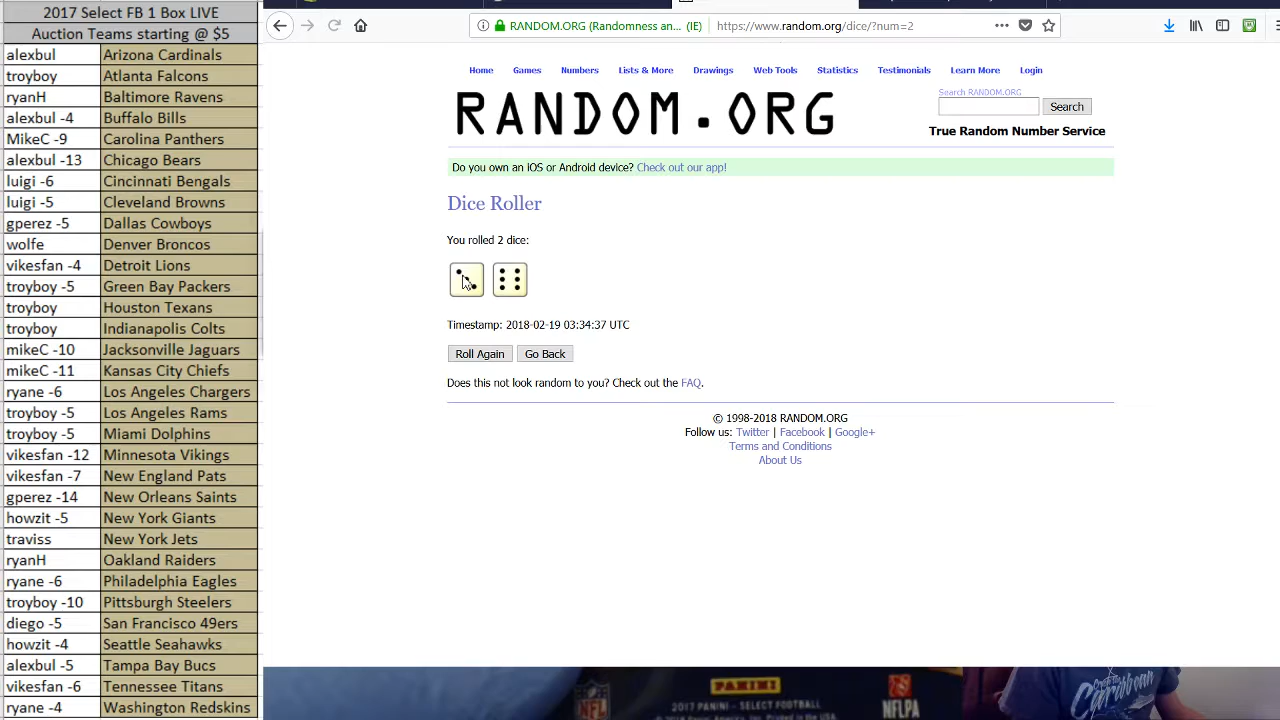 2017 Select FB 1 Box LIVE
Auction Teams starting @ $5
alexbul Arizona Cardinals
troyboy Atlanta Falcons
ryanH Baltimore Ravens
alexbul -4 Buffalo Bills
MikeC -9 Carolina Panthers
alexbul -13 Chicago Bears
luigi -6 Cincinnati Bengals
luigi -5 Cleveland Browns
gperez -5 Dallas Cowboys
wolfe Denver Broncos
vikesfan -4 Detroit Lions
troyboy -5 Green Bay Packers
troyboy Houston Texans
troyboy Indianapolis Colts
mikeC -10 Jacksonville Jaguars
mikeC -11 Kansas City Chiefs
ryane -6 Los Angeles Chargers
troyboy -5 Los Angeles Rams
troyboy -5 Miami Dolphins
vikesfan -12 Minnesota Vikings
vikesfan -7 New England Pats
gperez -14 New Orleans Saints
howzit -5 New York Giants
traviss New York Jets
ryanH Oakland Raiders
ryane -6 Philadelphia Eagles
troyboy -10 Pittsburgh Steelers
diego -5 San Francisco 49ers
howzit -4 Seattle Seahawks
alexbul -5 Tampa Bay Bucs
vikesfan -6 Tennessee Titans
ryane -4 Washington Redskins
RANDOM.ORG (Randomness an... (IE) https://www.random.org/dice/?num=2
Home Games Numbers Lists & More Drawings Web Tools Statistics Testimonials Learn More Login
RANDOM.ORG
Search RANDOM.ORG
Search
True Random Number Service
Do you own an iOS or Android device? Check out our app!
Dice Roller
You rolled 2 dice:
Timestamp: 2018-02-19 03:34:37 UTC
Roll Again Go Back
Does this not look random to you? Check out the FAQ.
© 1998-2018 RANDOM.ORG
Follow us: Twitter | Facebook | Google+
Terms and Conditions
About Us
NFL
PANINI
NFLPA
2017 PANINI - SELECT FOOTBALL
Caribbean